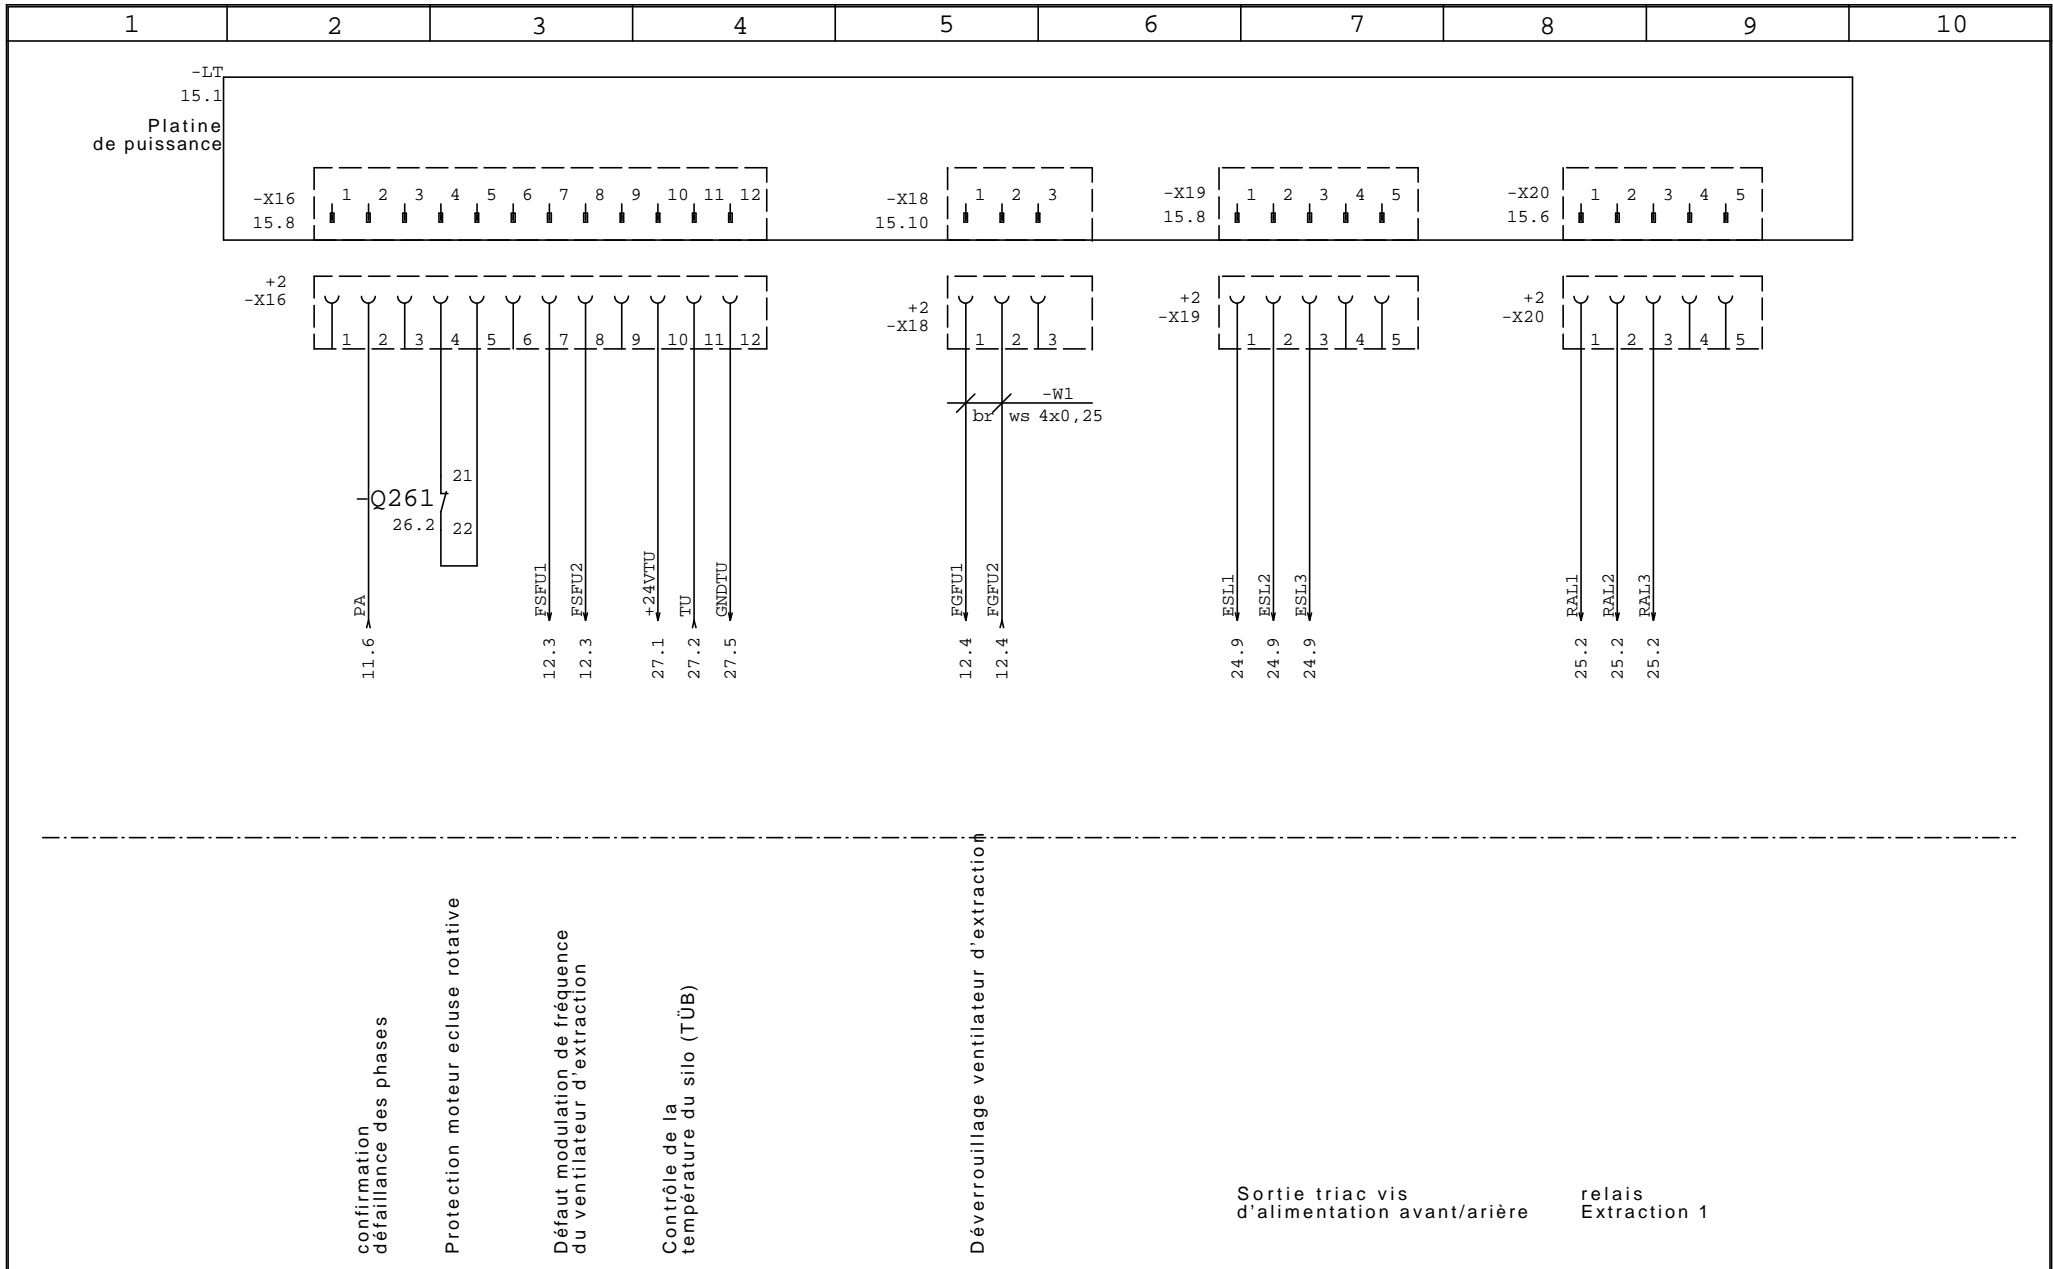 1 2 3 4 5 6 7 8 9 10
-LT
15.1
Platine
de puissance
-X16
15.8
1 2 3 4 5 6 7 8 9 10 11 12
-X18
15.10
1 2 3
-X19
15.8
1 2 3 4 5
-X20
15.6
1 2 3 4 5
+2
-X16
1 2 3 4 5 6 7 8 9 10 11 12
+2
-X18
1 2 3
+2
-X19
1 2 3 4 5
+2
-X20
1 2 3 4 5
-W1
br ws 4x0,25
-Q261
26.2
21
22
PA
11.6
FSFU1
12.3
FSFU2
12.3
+24VTU
27.1
TU
27.2
GNDTU
27.5
FGFU1
12.4
FGFU2
12.4
ESL1
24.9
ESL2
24.9
ESL3
24.9
RAL1
25.2
RAL2
25.2
RAL3
25.2
confirmation
défaillance des phases
Protection moteur ecluse rotative
Défaut modulation de fréquence
du ventilateur d'extraction
Contrôle de la
température du silo (TÜB)
Déverrouillage ventilateur d'extraction
Sortie triac vis
d'alimentation avant/arière
relais
Extraction 1